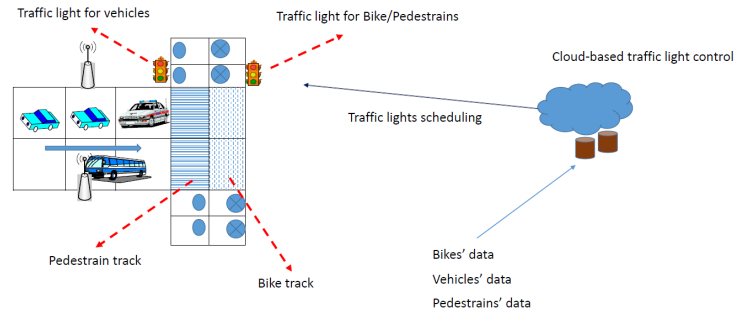 Traffic light for vehicles
Traffic light for Bike/Pedestrains
Cloud-based traffic light control
Traffic lights scheduling
Pedestrain track
Bike track
Bikes’ data
Vehicles’ data
Pedestrains’ data